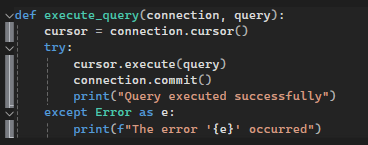 def execute_query(connection, query):
    cursor = connection.cursor()
    try:
        cursor.execute(query)
        connection.commit()
        print("Query executed successfully")
    except Error as e:
        print(f"The error '{e}' occurred")